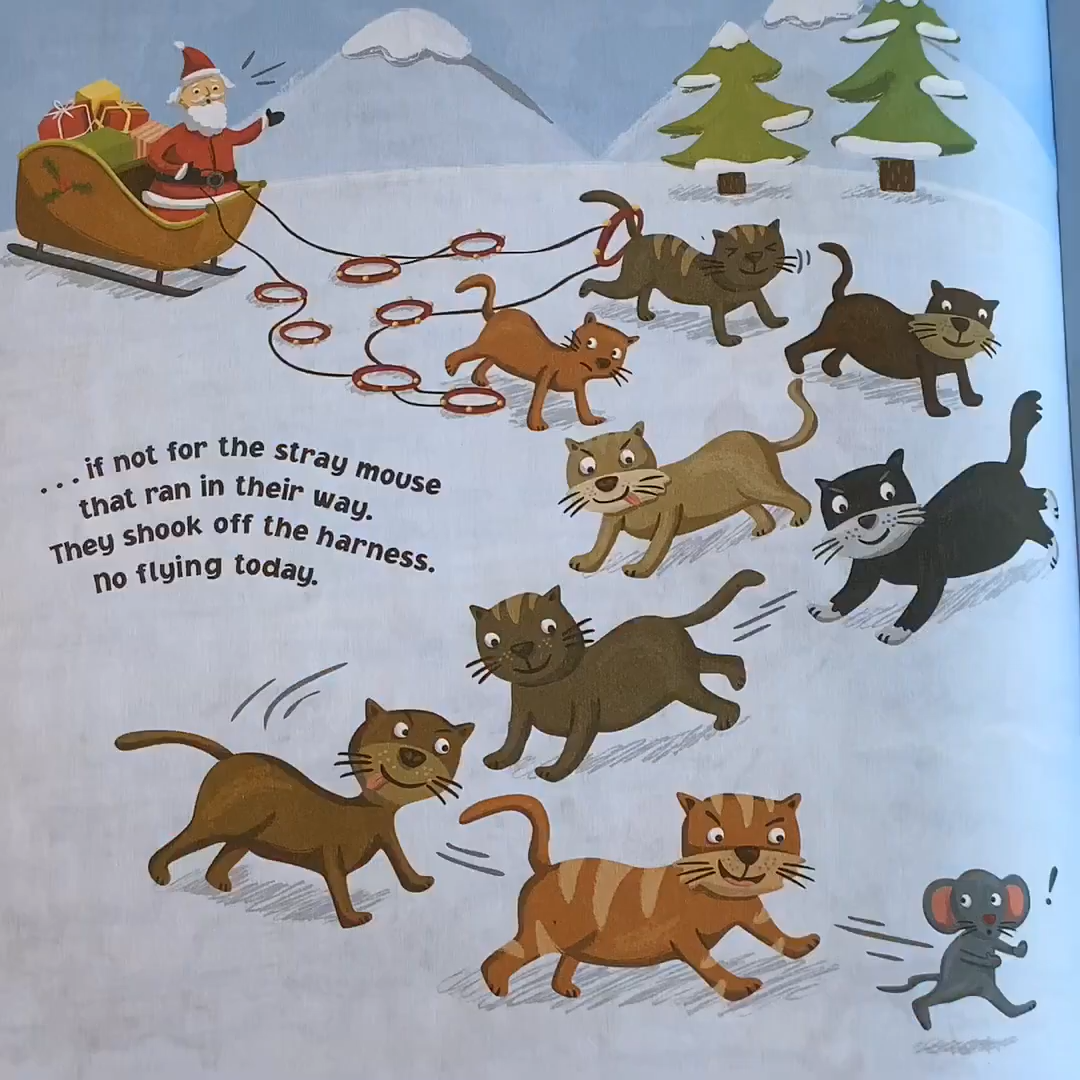 ...if not for the stray mouse
that ran in their way.
They shook off the harness.
No flying today.
!